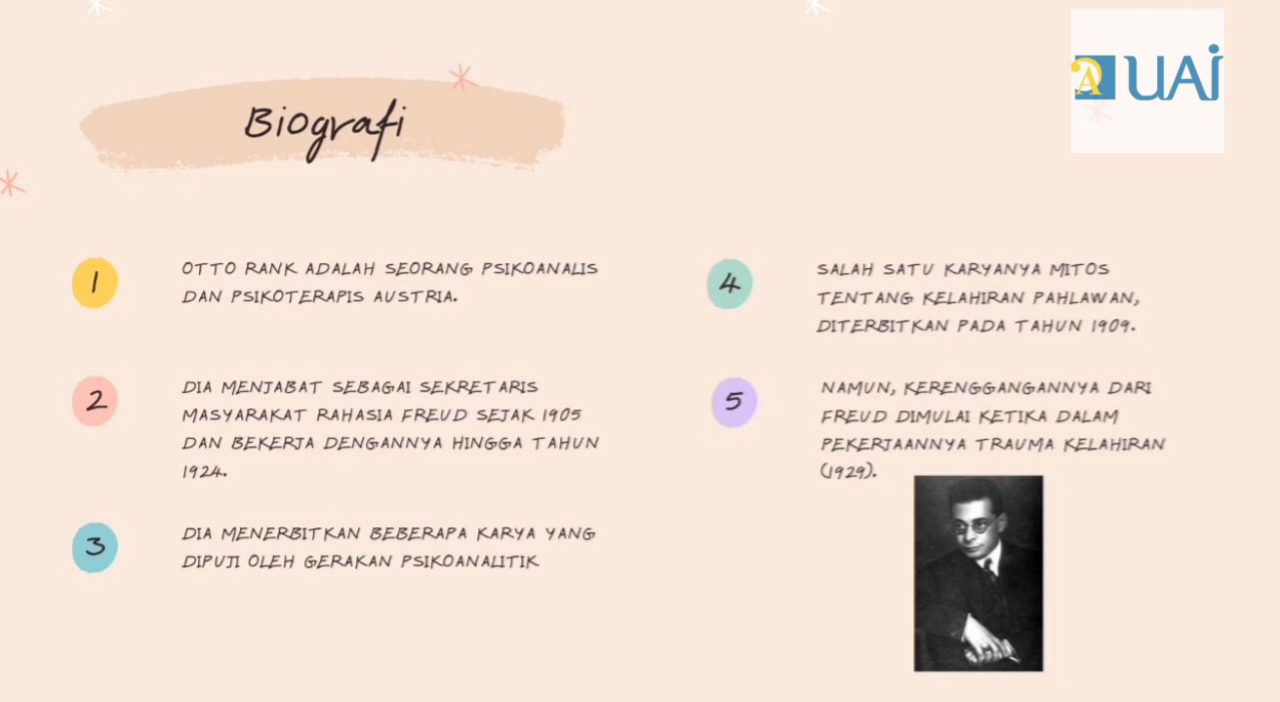 UAI
Biografi
1
OTTO RANK ADALAH SEORANG PSIKOANALIS
DAN PSIKOTERAPIS AUSTRIA.
2
DIA MENJABAT SEBAGAI SEKRETARIS
MASYARAKAT RAHASIA FREUD SEJAK 1905
DAN BEKERJA DENGANNYA HINGGA TAHUN
1924.
3
DIA MENERBITKAN BEBERAPA KARYA YANG
DIPUJI OLEH GERAKAN PSIKOANALITIK
4
SALAH SATU KARYANYA MITOS
TENTANG KELAHIRAN PAHLAWAN,
DITERBITKAN PADA TAHUN 1909.
5
NAMUN, KERENGGANGANNYA DARI
FREUD DIMULAI KETIKA DALAM
PEKERJAANNYA TRAUMA KELAHIRAN
(1929).